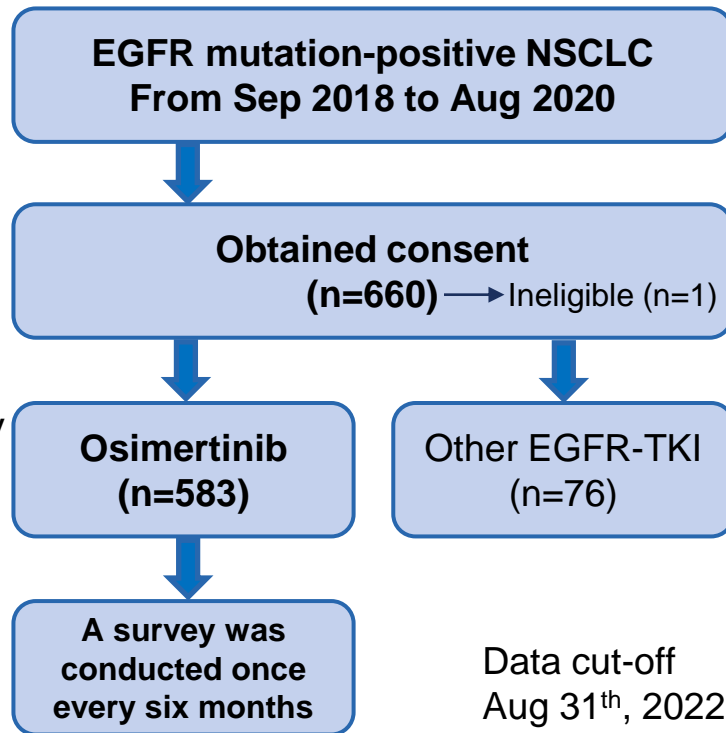 EGFR mutation-positive NSCLC
From Sep 2018 to Aug 2020
Obtained consent
(n=660) → Ineligible (n=1)
Osimertinib
(n=583)
Other EGFR-TKI
(n=76)
A survey was
conducted once
every six months
Data cut-off
Aug 31th, 2022